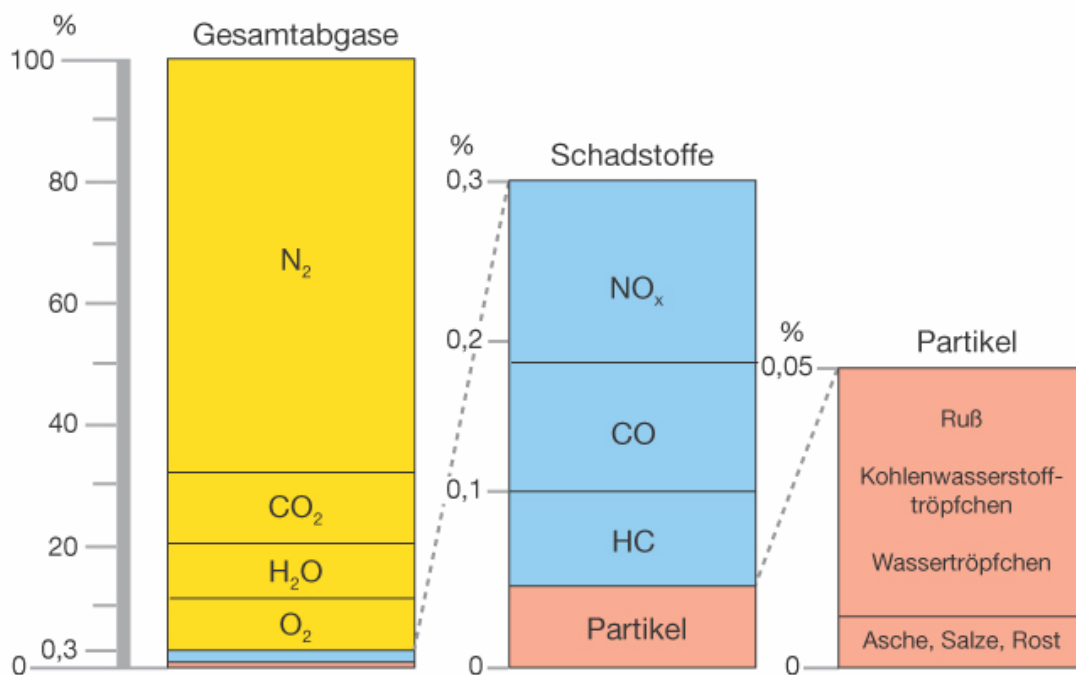 %
Gesamtabgase
100
80
60
40
20
0,3
0
N₂
CO₂
H₂O
O₂
%
Schadstoffe
0,3
0,2
0,1
0
NOₓ
CO
HC
Partikel
%
Partikel
0,05
0
Ruß
Kohlenwasserstoff-
tröpfchen
Wassertröpfchen
Asche, Salze, Rost